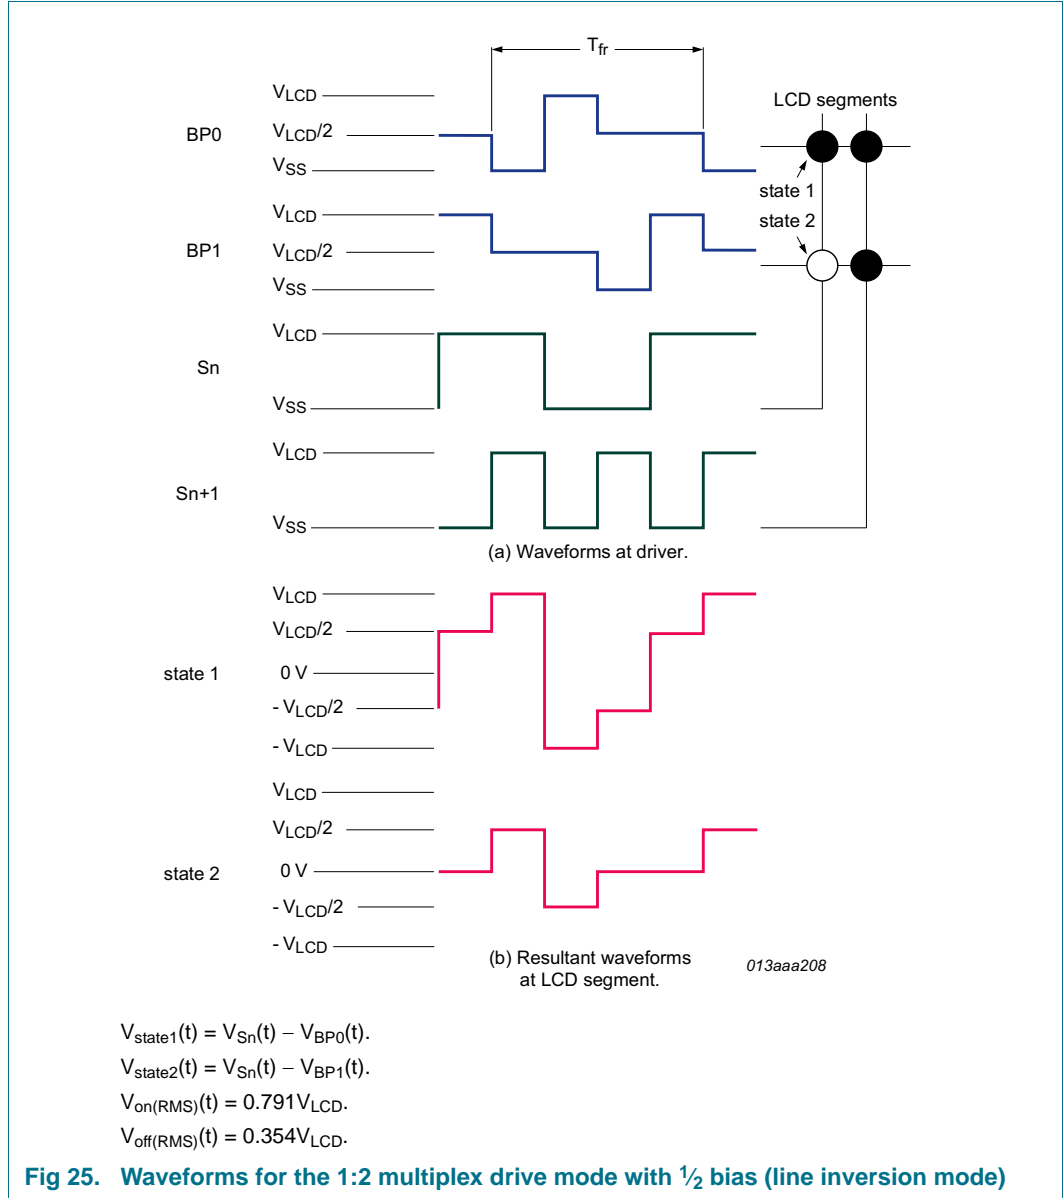 Tfr
VLCD
BP0
VLCD/2
VSS
LCD segments
state 1
state 2
VLCD
BP1
VLCD/2
VSS
VLCD
Sn
VSS
VLCD
Sn+1
VSS
(a) Waveforms at driver.
VLCD
VLCD/2
state 1
0 V
- VLCD/2
- VLCD
VLCD
VLCD/2
state 2
0 V
- VLCD/2
- VLCD
(b) Resultant waveforms
at LCD segment.
013aaa208
Vstate1(t) = VSn(t) − VBP0(t).
Vstate2(t) = VSn(t) − VBP1(t).
Von(RMS)(t) = 0.791VLCD.
Voff(RMS)(t) = 0.354VLCD.
Fig 25. Waveforms for the 1:2 multiplex drive mode with 1⁄2 bias (line inversion mode)